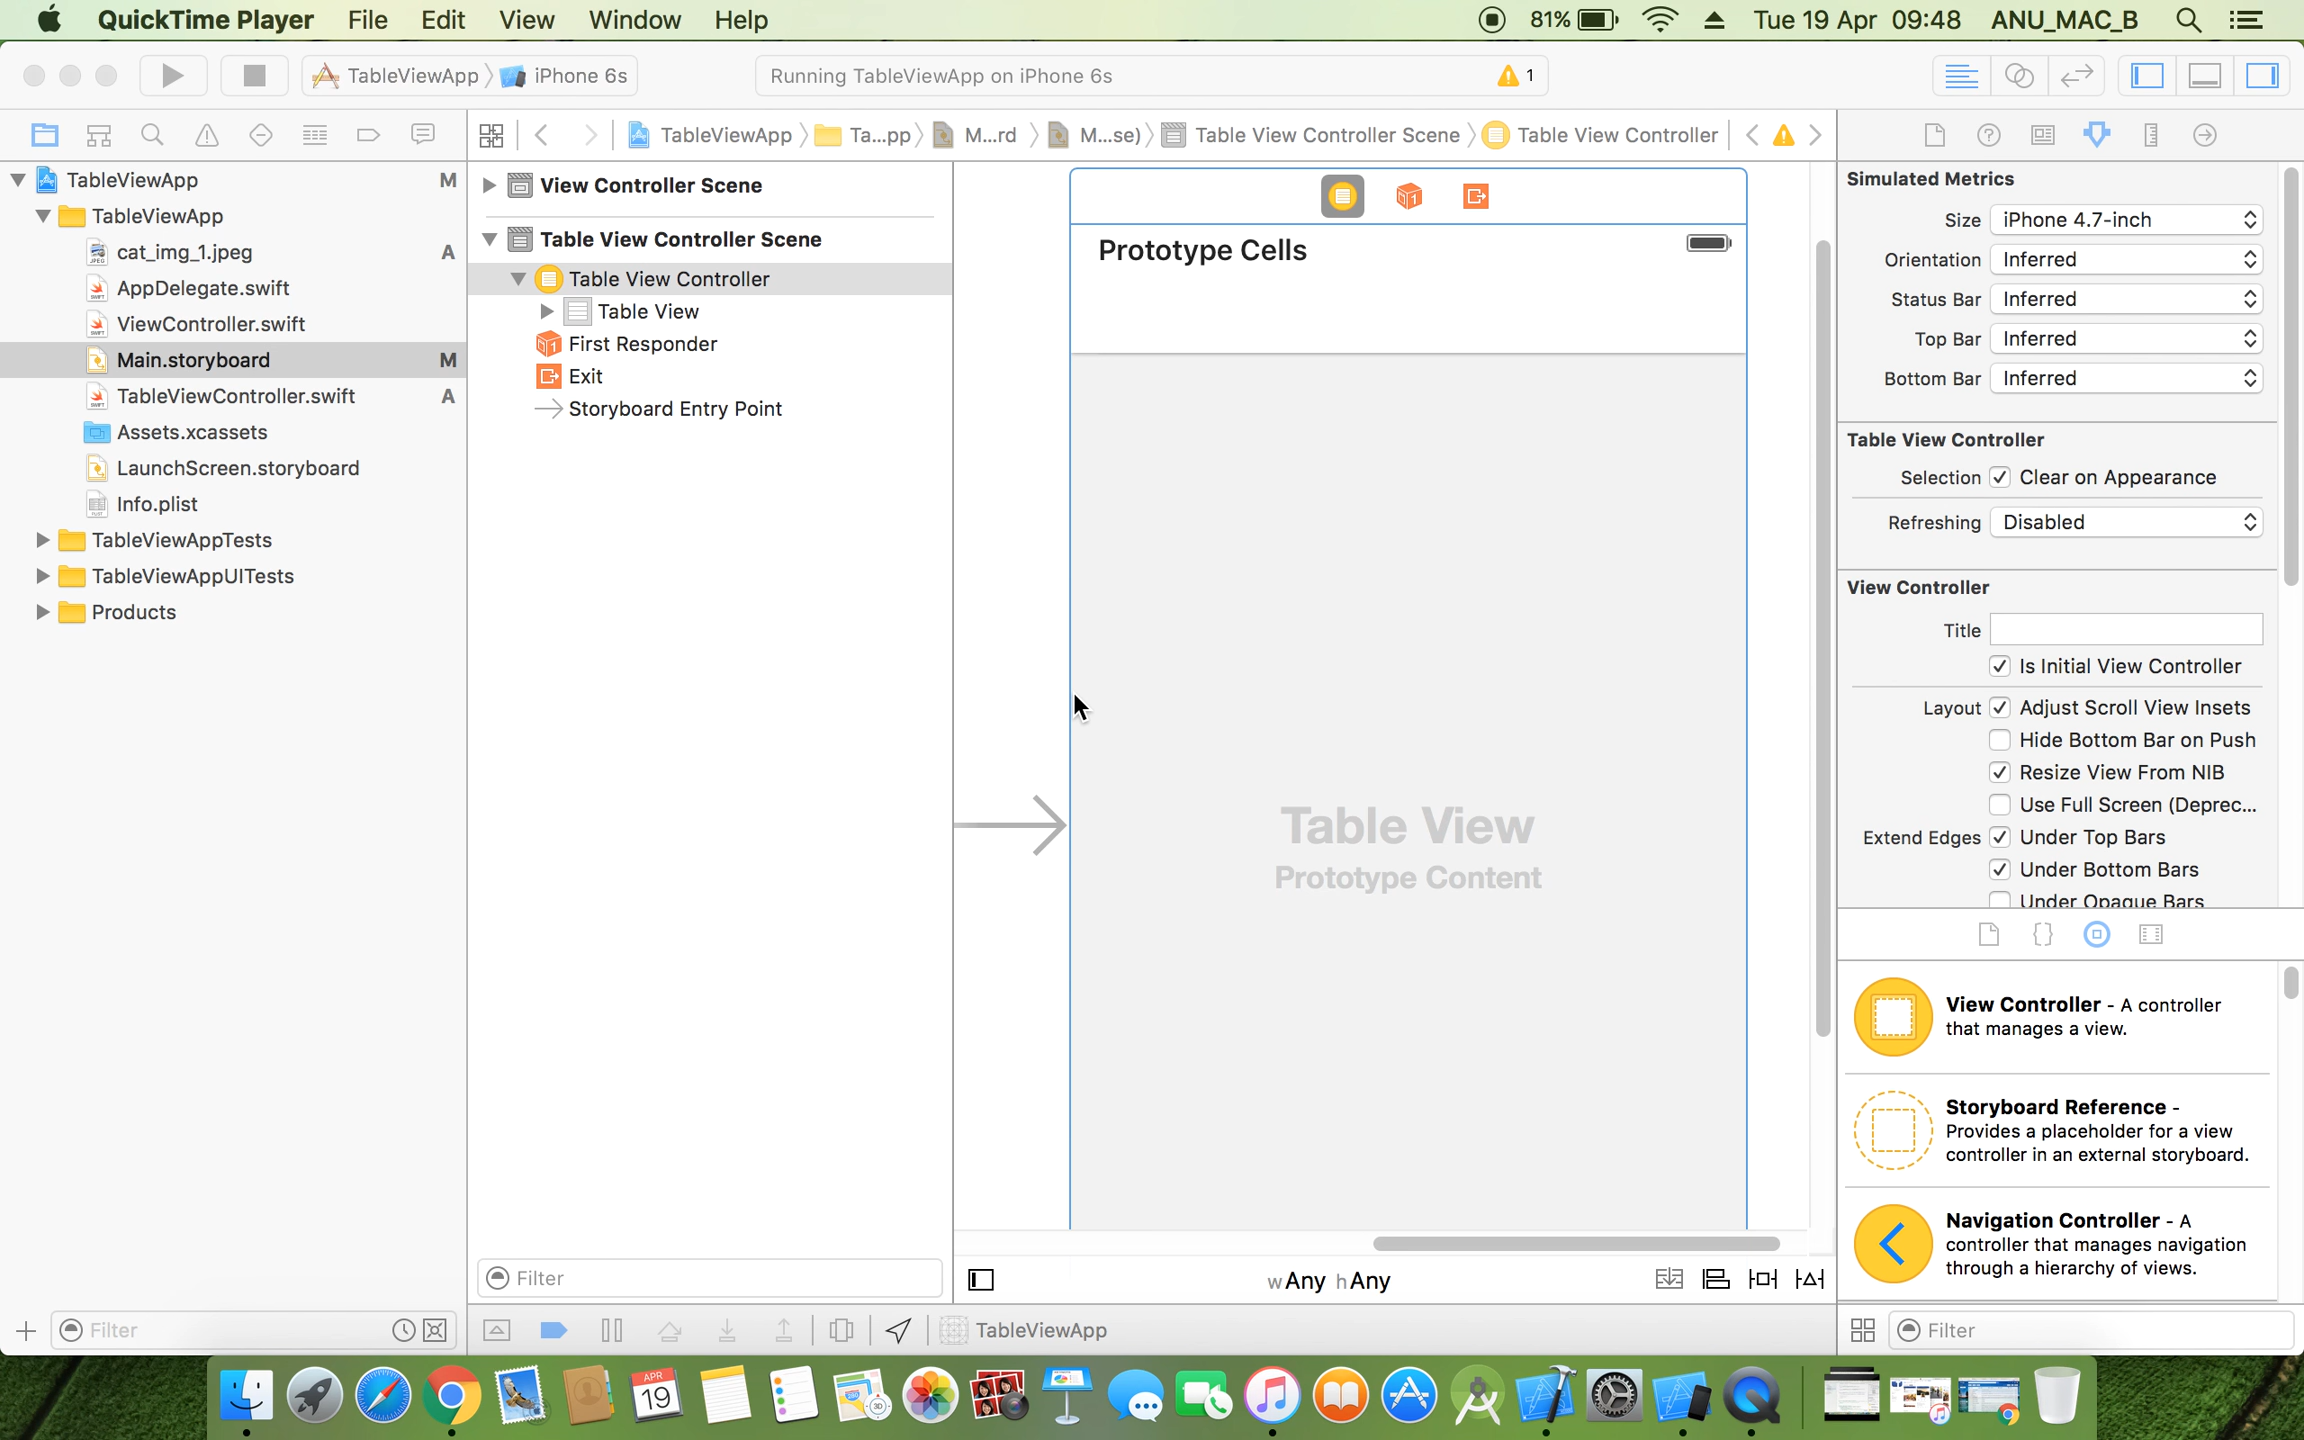 QuickTime Player File Edit View Window Help 81% Tue 19 Apr 09:48 ANU_MAC_B
TableViewApp iPhone 6s Running TableViewApp on iPhone 6s 1
TableViewApp Ta...pp M...rd M...se) Table View Controller Scene Table View Controller
TableViewApp M
TableViewApp
cat_img_1.jpeg A
AppDelegate.swift
ViewController.swift
Main.storyboard M
TableViewController.swift A
Assets.xcassets
LaunchScreen.storyboard
Info.plist
TableViewAppTests
TableViewAppUITests
Products
Filter
View Controller Scene
Table View Controller Scene
Table View Controller
Table View
First Responder
Exit
Storyboard Entry Point
Filter
Prototype Cells
Table View
Prototype Content
wAny hAny
TableViewApp
Simulated Metrics
Size iPhone 4.7-inch
Orientation Inferred
Status Bar Inferred
Top Bar Inferred
Bottom Bar Inferred
Table View Controller
Selection Clear on Appearance
Refreshing Disabled
View Controller
Title
Is Initial View Controller
Layout Adjust Scroll View Insets
Hide Bottom Bar on Push
Resize View From NIB
Use Full Screen (Deprec...
Extend Edges Under Top Bars
Under Bottom Bars
Under Opaque Bars
View Controller - A controller
that manages a view.
Storyboard Reference -
Provides a placeholder for a view
controller in an external storyboard.
Navigation Controller - A
controller that manages navigation
through a hierarchy of views.
Filter
APR
19